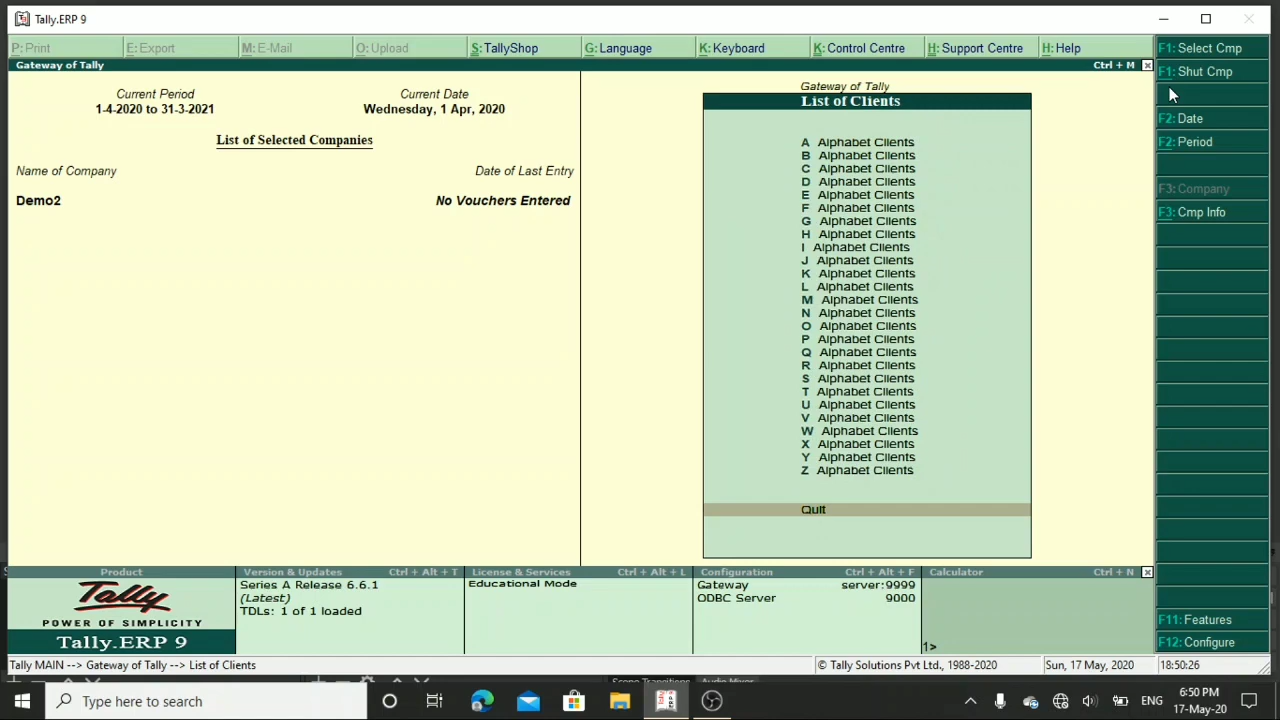 Tally.ERP 9
P: Print
E: Export
M: E-Mail
O: Upload
S: TallyShop
G: Language
K: Keyboard
K: Control Centre
H: Support Centre
H: Help
Gateway of Tally
Ctrl + M
Current Period
1-4-2020 to 31-3-2021
Current Date
Wednesday, 1 Apr, 2020
List of Selected Companies
Name of Company
Date of Last Entry
Demo2
No Vouchers Entered
Gateway of Tally
List of Clients
A Alphabet Clients
B Alphabet Clients
C Alphabet Clients
D Alphabet Clients
E Alphabet Clients
F Alphabet Clients
G Alphabet Clients
H Alphabet Clients
I Alphabet Clients
J Alphabet Clients
K Alphabet Clients
L Alphabet Clients
M Alphabet Clients
N Alphabet Clients
O Alphabet Clients
P Alphabet Clients
Q Alphabet Clients
R Alphabet Clients
S Alphabet Clients
T Alphabet Clients
U Alphabet Clients
V Alphabet Clients
W Alphabet Clients
X Alphabet Clients
Y Alphabet Clients
Z Alphabet Clients
Quit
F1: Select Cmp
F1: Shut Cmp
F2: Date
F2: Period
F3: Company
F3: Cmp Info
F11: Features
F12: Configure
Product
Tally
POWER OF SIMPLICITY
Tally.ERP 9
Version & Updates
Ctrl + Alt + T
Series A Release 6.6.1
(Latest)
TDLs: 1 of 1 loaded
License & Services
Ctrl + Alt + L
Educational Mode
Configuration
Ctrl + Alt + F
Gateway
server:9999
ODBC Server
9000
Calculator
Ctrl + N
1>
Tally MAIN --> Gateway of Tally --> List of Clients
© Tally Solutions Pvt Ltd., 1988-2020
Sun, 17 May, 2020
18:50:26
Type here to search
ENG
6:50 PM
17-May-20